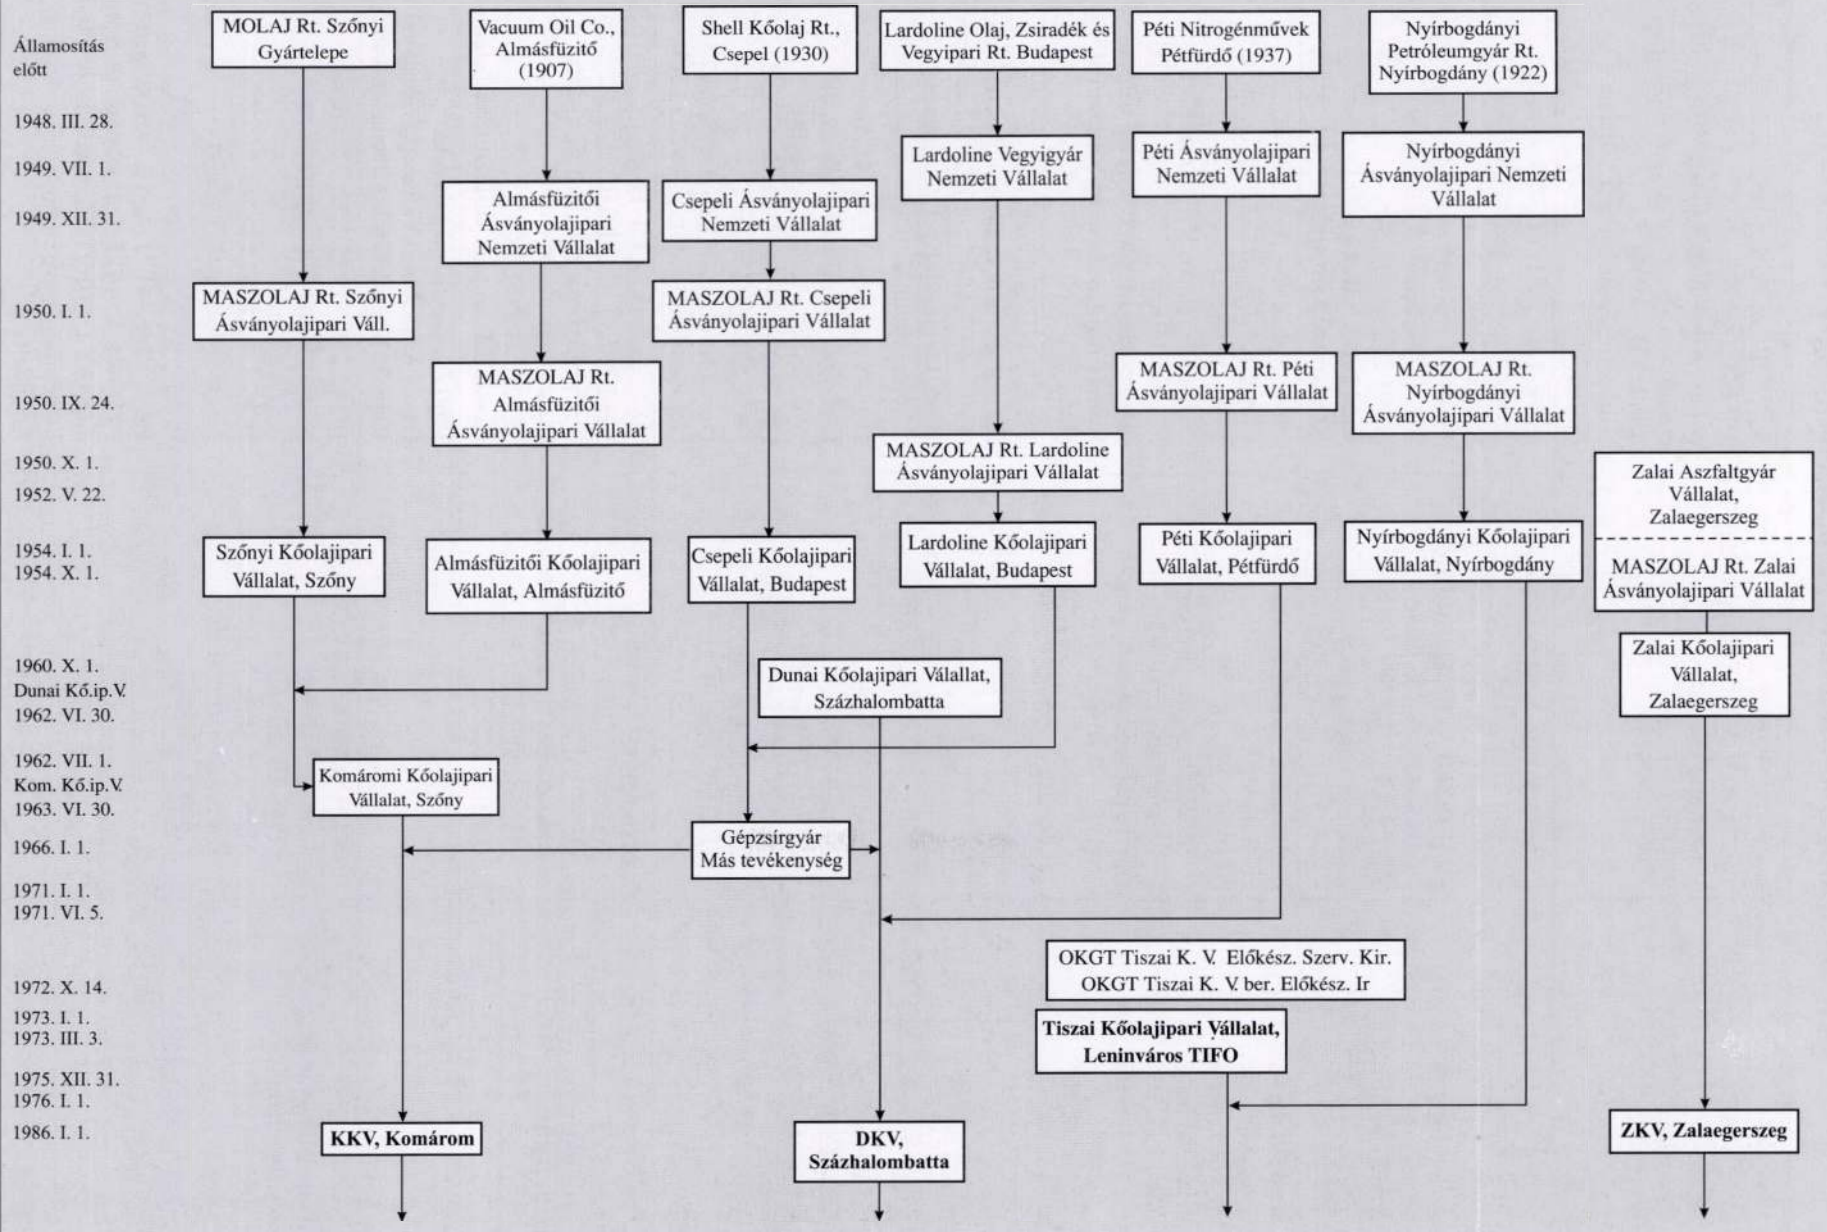 Államosítás
előtt
1948. III. 28.
1949. VII. 1.
1949. XII. 31.
1950. I. 1.
1950. IX. 24.
1950. X. 1.
1952. V. 22.
1954. I. 1.
1954. X. 1.
1960. X. 1.
Dunai Kő.ip.V.
1962. VI. 30.
1962. VII. 1.
Kom. Kő.ip.V.
1963. VI. 30.
1966. I. 1.
1971. I. 1.
1971. VI. 5.
1972. X. 14.
1973. I. 1.
1973. III. 3.
1975. XII. 31.
1976. I. 1.
1986. I. 1.
MOLAJ Rt. Szőnyi
Gyártelepe
Vacuum Oil Co.,
Almásfüzitő
(1907)
Shell Kőolaj Rt.,
Csepel (1930)
Lardoline Olaj, Zsiradék és
Vegyipari Rt. Budapest
Péti Nitrogénművek
Pétfürdő (1937)
Nyírbogdányi
Petróleumgyár Rt.
Nyírbogdány (1922)
Lardoline Vegyigyár
Nemzeti Vállalat
Péti Ásványolajipari
Nemzeti Vállalat
Nyírbogdányi
Ásványolajipari Nemzeti
Vállalat
Almásfüzitői
Ásványolajipari
Nemzeti Vállalat
Csepeli Ásványolajipari
Nemzeti Vállalat
MASZOLAJ Rt. Szőnyi
Ásványolajipari Váll.
MASZOLAJ Rt. Csepeli
Ásványolajipari Vállalat
MASZOLAJ Rt.
Almásfüzitői
Ásványolajipari Vállalat
MASZOLAJ Rt. Péti
Ásványolajipari Vállalat
MASZOLAJ Rt.
Nyírbogdányi
Ásványolajipari Vállalat
MASZOLAJ Rt. Lardoline
Ásványolajipari Vállalat
Zalai Aszfaltgyár
Vállalat,
Zalaegerszeg
MASZOLAJ Rt. Zalai
Ásványolajipari Vállalat
Szőnyi Kőolajipari
Vállalat, Szőny
Almásfüzitői Kőolajipari
Vállalat, Almásfüzitő
Csepeli Kőolajipari
Vállalat, Budapest
Lardoline Kőolajipari
Vállalat, Budapest
Péti Kőolajipari
Vállalat, Pétfürdő
Nyírbogdányi Kőolajipari
Vállalat, Nyírbogdány
Zalai Kőolajipari
Vállalat,
Zalaegerszeg
Dunai Kőolajipari Válallat,
Százhalombatta
Komáromi Kőolajipari
Vállalat, Szőny
Gépzsírgyár
Más tevékenység
OKGT Tiszai K. V. Előkész. Szerv. Kir.
OKGT Tiszai K. V. ber. Előkész. Ir
Tiszai Kőolajipari Vállalat,
Leninváros TIFO
KKV, Komárom
DKV,
Százhalombatta
ZKV, Zalaegerszeg